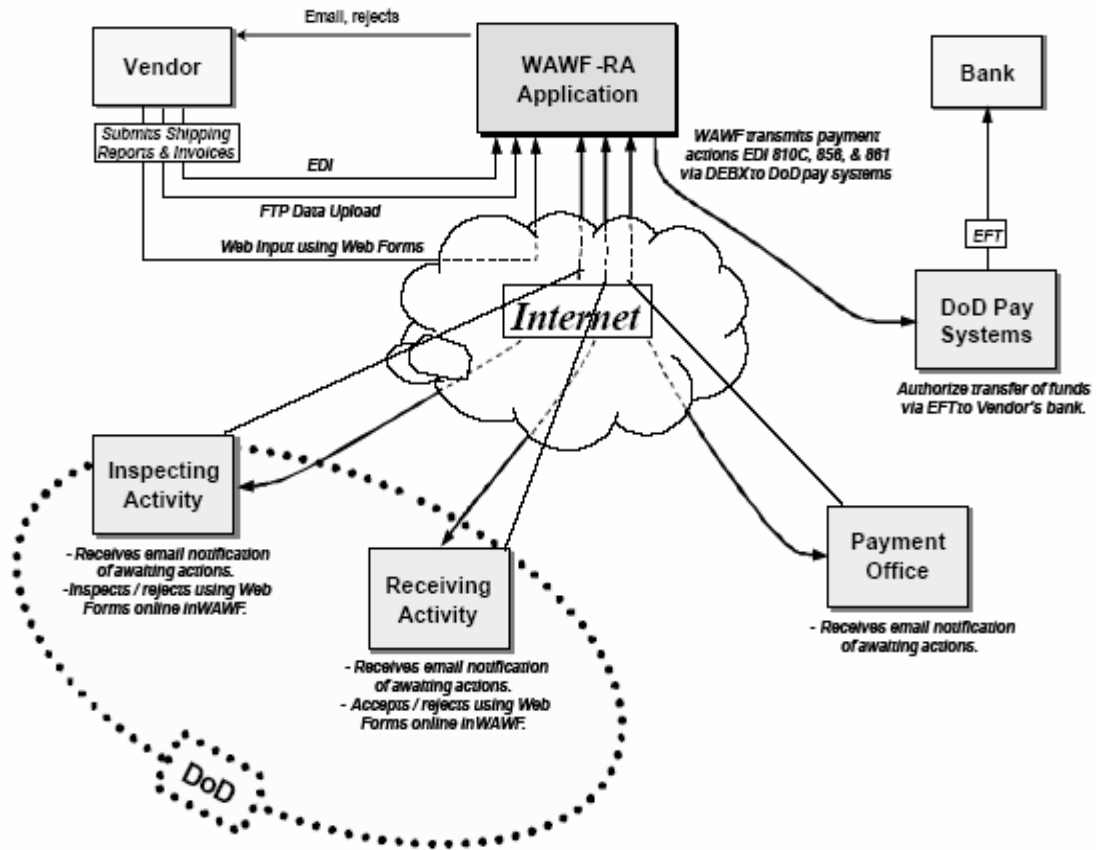 Email, rejects
Vendor
WAWF-RA
Application
Bank
Submits Shipping
Reports & Invoices
EDI
FTP Data Upload
Web Input using Web Forms
WAWF transmits payment
actions EDI 810C, 856, & 861
via DEBX to DoD pay systems
EFT
Internet
DoD Pay
Systems
Authorize transfer of funds
via EFT to Vendor's bank.
Inspecting
Activity
- Receives email notification
of awaiting actions.
-Inspects / rejects using Web
Forms online in WAWF.
Receiving
Activity
- Receives email notification
of awaiting actions.
- Accepts / rejects using Web
Forms online in WAWF.
Payment
Office
- Receives email notification
of awaiting actions.
DoD